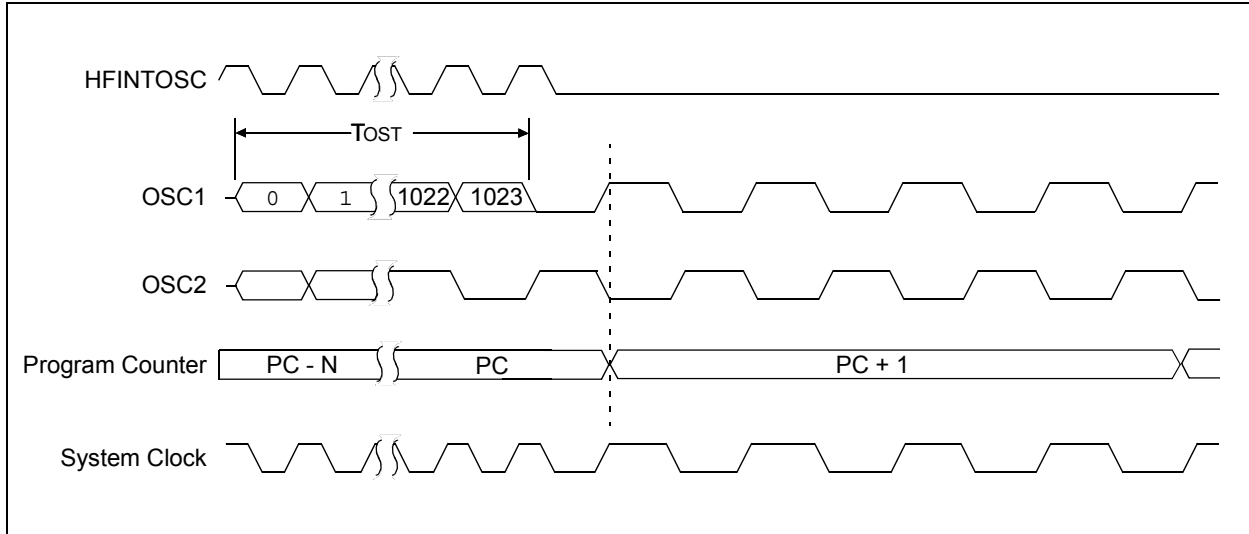 HFINTOSC
TOST
OSC1 0 1 1022 1023
OSC2
Program Counter PC - N PC PC + 1
System Clock